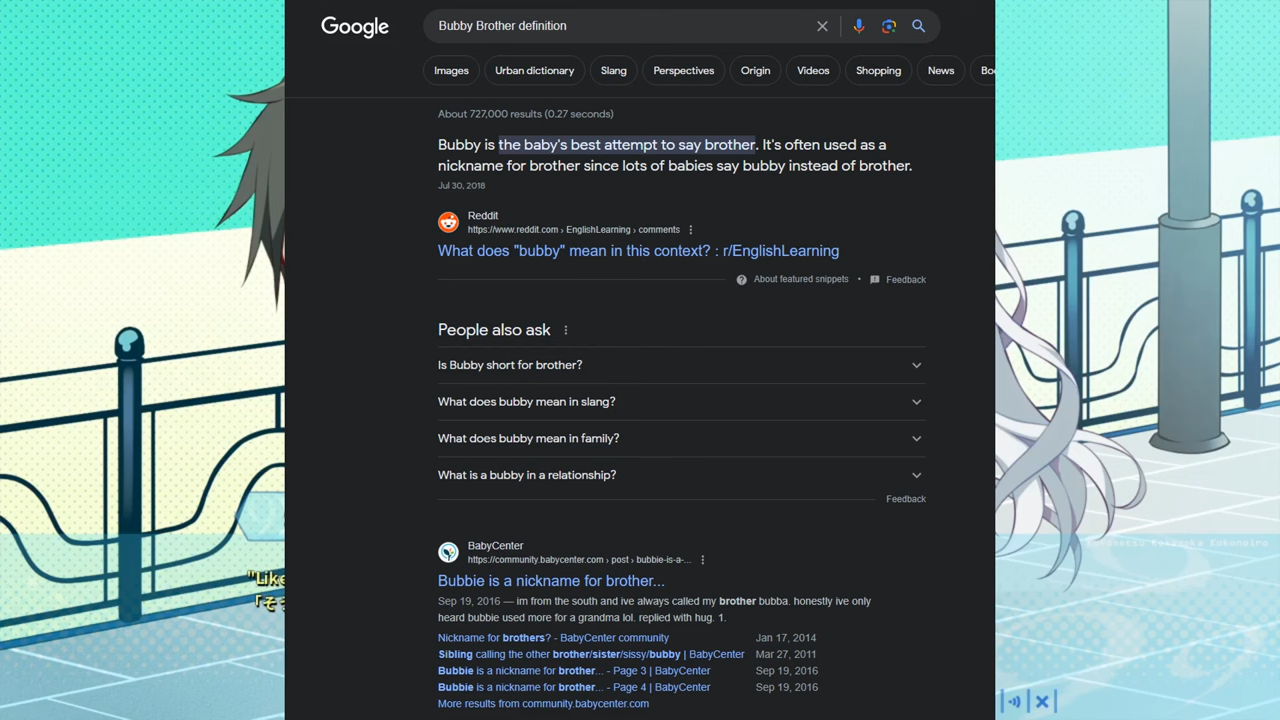 Google
Bubby Brother definition
Images
Urban dictionary
Slang
Perspectives
Origin
Videos
Shopping
News
About 727,000 results (0.27 seconds)
Bubby is the baby's best attempt to say brother. It's often used as a
nickname for brother since lots of babies say bubby instead of brother.
Jul 30, 2018
Reddit
https://www.reddit.com › EnglishLearning › comments
What does "bubby" mean in this context? : r/EnglishLearning
About featured snippets • Feedback
People also ask
Is Bubby short for brother?
What does bubby mean in slang?
What does bubby mean in family?
What is a bubby in a relationship?
Feedback
BabyCenter
https://community.babycenter.com › post › bubbie-is-a-...
Bubbie is a nickname for brother...
Sep 19, 2016 — im from the south and ive always called my brother bubba. honestly ive only
heard bubbie used more for a grandma lol. replied with hug. 1.
Nickname for brothers? - BabyCenter community Jan 17, 2014
Sibling calling the other brother/sister/sissy/bubby | BabyCenter Mar 27, 2011
Bubbie is a nickname for brother... - Page 3 | BabyCenter Sep 19, 2016
Bubbie is a nickname for brother... - Page 4 | BabyCenter Sep 19, 2016
More results from community.babycenter.com
"Like
「そ